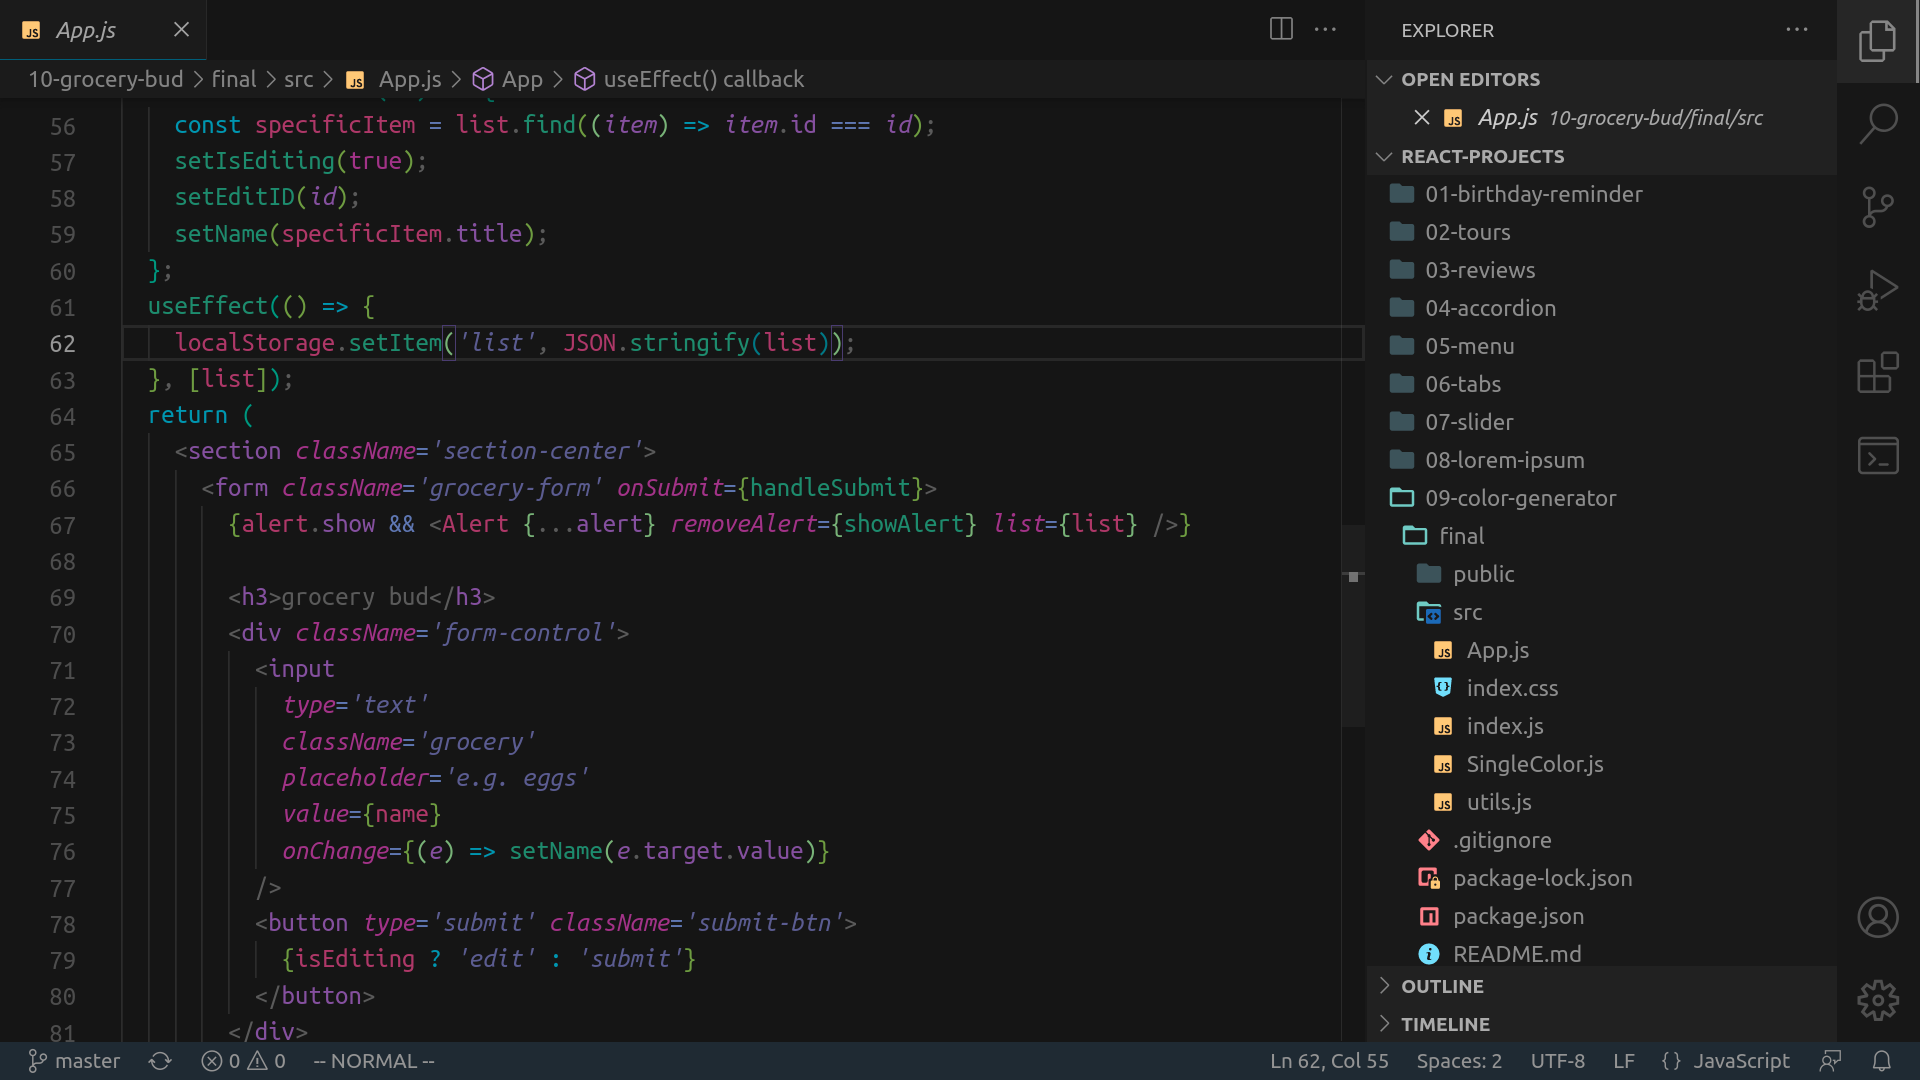 App.js
10-grocery-bud > final > src > App.js > App > useEffect() callback
56 const specificItem = list.find((item) => item.id === id);
57 setIsEditing(true);
58 setEditID(id);
59 setName(specificItem.title);
60 };
61 useEffect(() => {
62 localStorage.setItem('list', JSON.stringify(list));
63 }, [list]);
64 return (
65 <section className='section-center'>
66 <form className='grocery-form' onSubmit={handleSubmit}>
67 {alert.show && <Alert {...alert} removeAlert={showAlert} list={list} />}
68
69 <h3>grocery bud</h3>
70 <div className='form-control'>
71 <input
72 type='text'
73 className='grocery'
74 placeholder='e.g. eggs'
75 value={name}
76 onChange={(e) => setName(e.target.value)}
77 />
78 <button type='submit' className='submit-btn'>
79 {isEditing ? 'edit' : 'submit'}
80 </button>
81 </div>
EXPLORER
OPEN EDITORS
App.js 10-grocery-bud/final/src
REACT-PROJECTS
01-birthday-reminder
02-tours
03-reviews
04-accordion
05-menu
06-tabs
07-slider
08-lorem-ipsum
09-color-generator
final
public
src
App.js
index.css
index.js
SingleColor.js
utils.js
.gitignore
package-lock.json
package.json
README.md
OUTLINE
TIMELINE
master 0 0 -- NORMAL -- Ln 62, Col 55 Spaces: 2 UTF-8 LF {} JavaScript